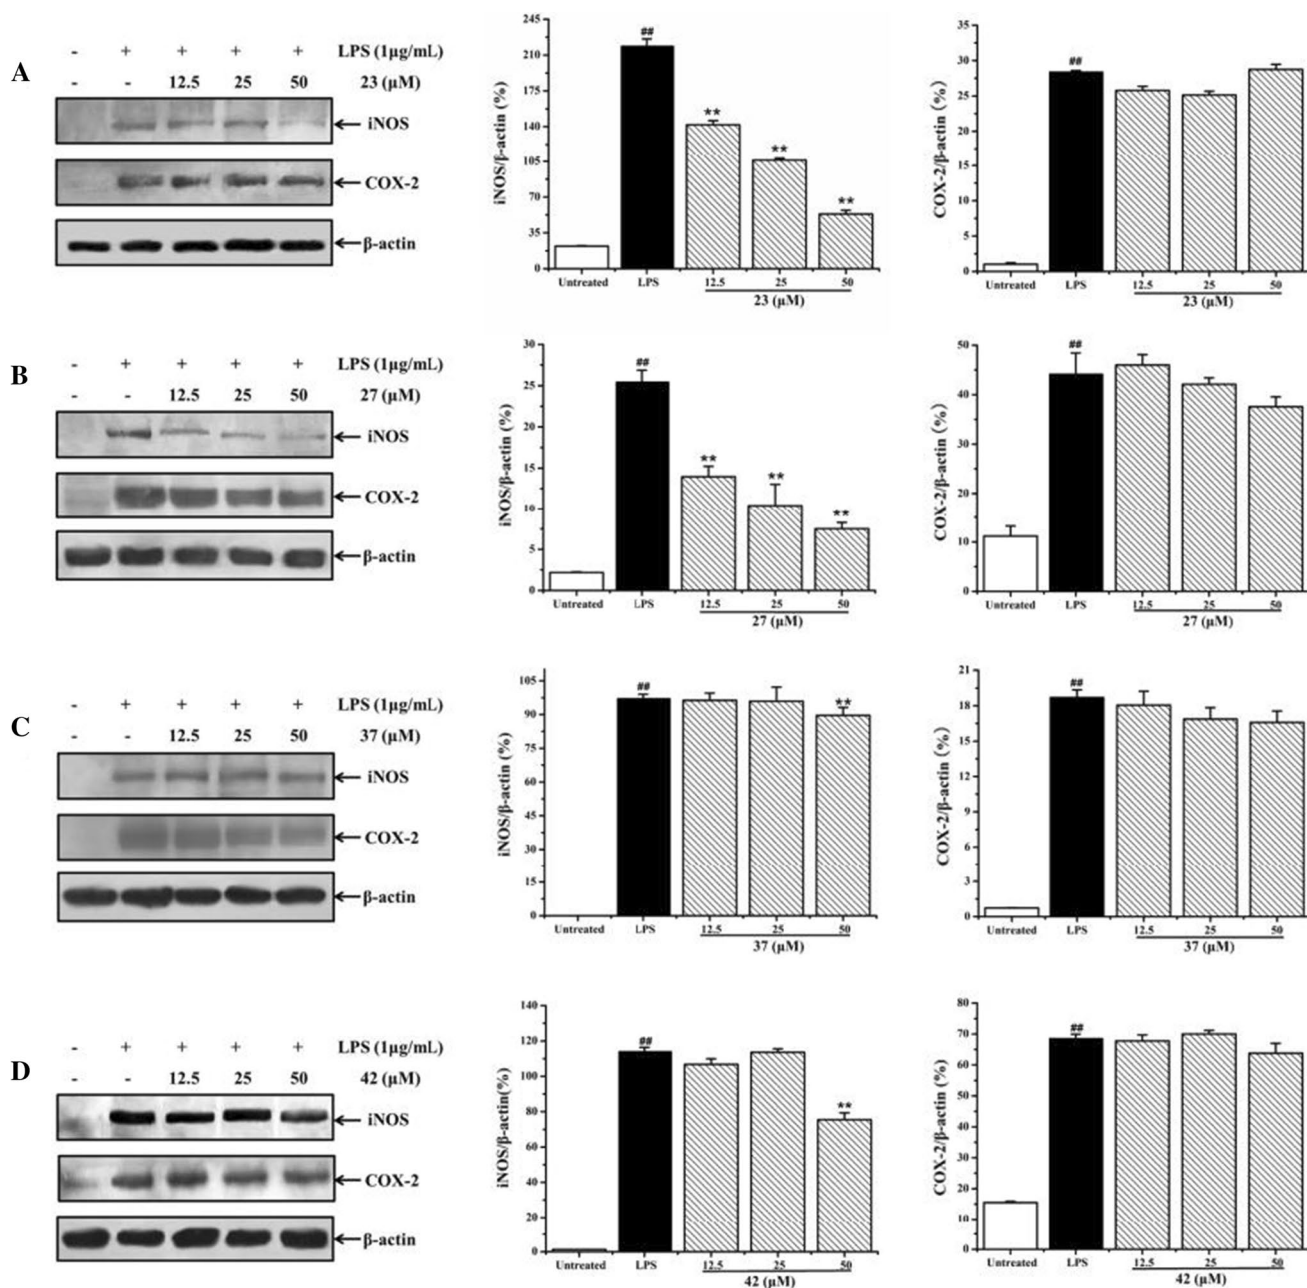 A
- + + + + LPS (1µg/mL)
- - 12.5 25 50 23 (µM)
iNOS
COX-2
β-actin
iNOS/β-actin (%)
245
210
175
140
105
70
35
0
##
**
**
**
Untreated LPS 12.5 25 50
23 (µM)
COX-2/β-actin (%)
35
30
25
20
15
10
5
0
##
Untreated LPS 12.5 25 50
23 (µM)
B
- + + + + LPS (1µg/mL)
- - 12.5 25 50 27 (µM)
iNOS
COX-2
β-actin
iNOS/β-actin (%)
30
25
20
15
10
5
0
##
**
**
**
Untreated LPS 12.5 25 50
27 (µM)
COX-2/β-actin (%)
50
40
30
20
10
0
##
Untreated LPS 12.5 25 50
27 (µM)
C
- + + + + LPS (1µg/mL)
- - 12.5 25 50 37 (µM)
iNOS
COX-2
β-actin
iNOS/β-actin (%)
105
90
75
60
45
30
15
0
##
**
Untreated LPS 12.5 25 50
37 (µM)
COX-2/β-actin (%)
21
18
15
12
9
6
3
0
##
Untreated LPS 12.5 25 50
37 (µM)
D
- + + + + LPS (1µg/mL)
- - 12.5 25 50 42 (µM)
iNOS
COX-2
β-actin
iNOS/β-actin(%)
140
120
100
80
60
40
20
0
##
**
Untreated LPS 12.5 25 50
42 (µM)
COX-2/β-actin (%)
80
70
60
50
40
30
20
10
0
##
Untreated LPS 12.5 25 50
42 (µM)